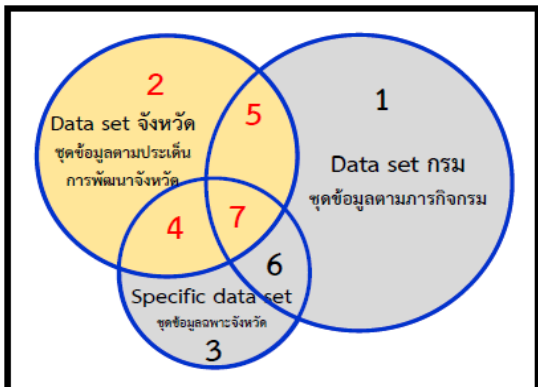 2
Data set จังหวัด
ชุดข้อมูลตามประเด็น
การพัฒนาจังหวัด
5
1
Data set กรม
ชุดข้อมูลตามภารกิจกรม
4
7
6
Specific data set
ชุดข้อมูลฉพาะจังหวัด
3